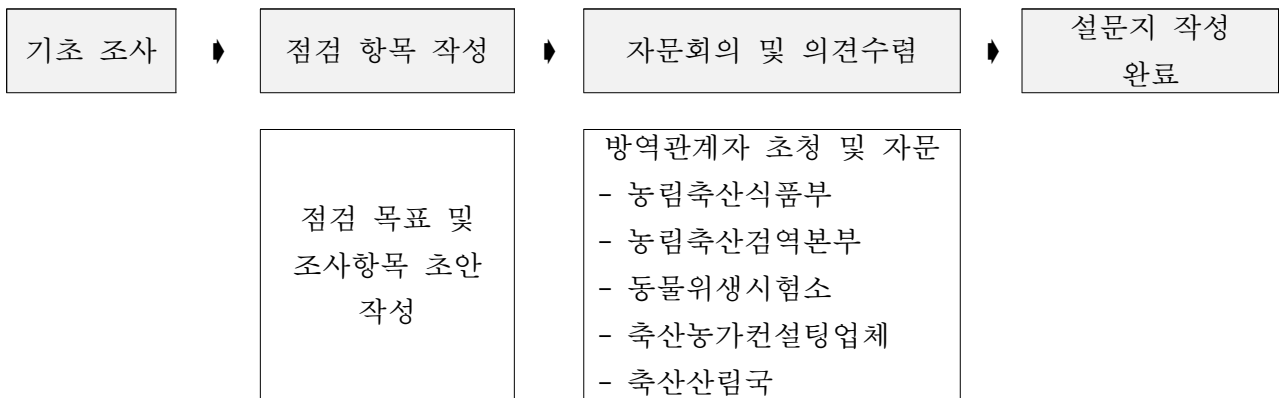 기초 조사 ➧ 점검 항목 작성 ➧ 자문회의 및 의견수렴 ➧ 설문지 작성
완료
점검 목표 및
조사항목 초안
작성
방역관계자 초청 및 자문
- 농림축산식품부
- 농림축산검역본부
- 동물위생시험소
- 축산농가컨설팅업체
- 축산산림국